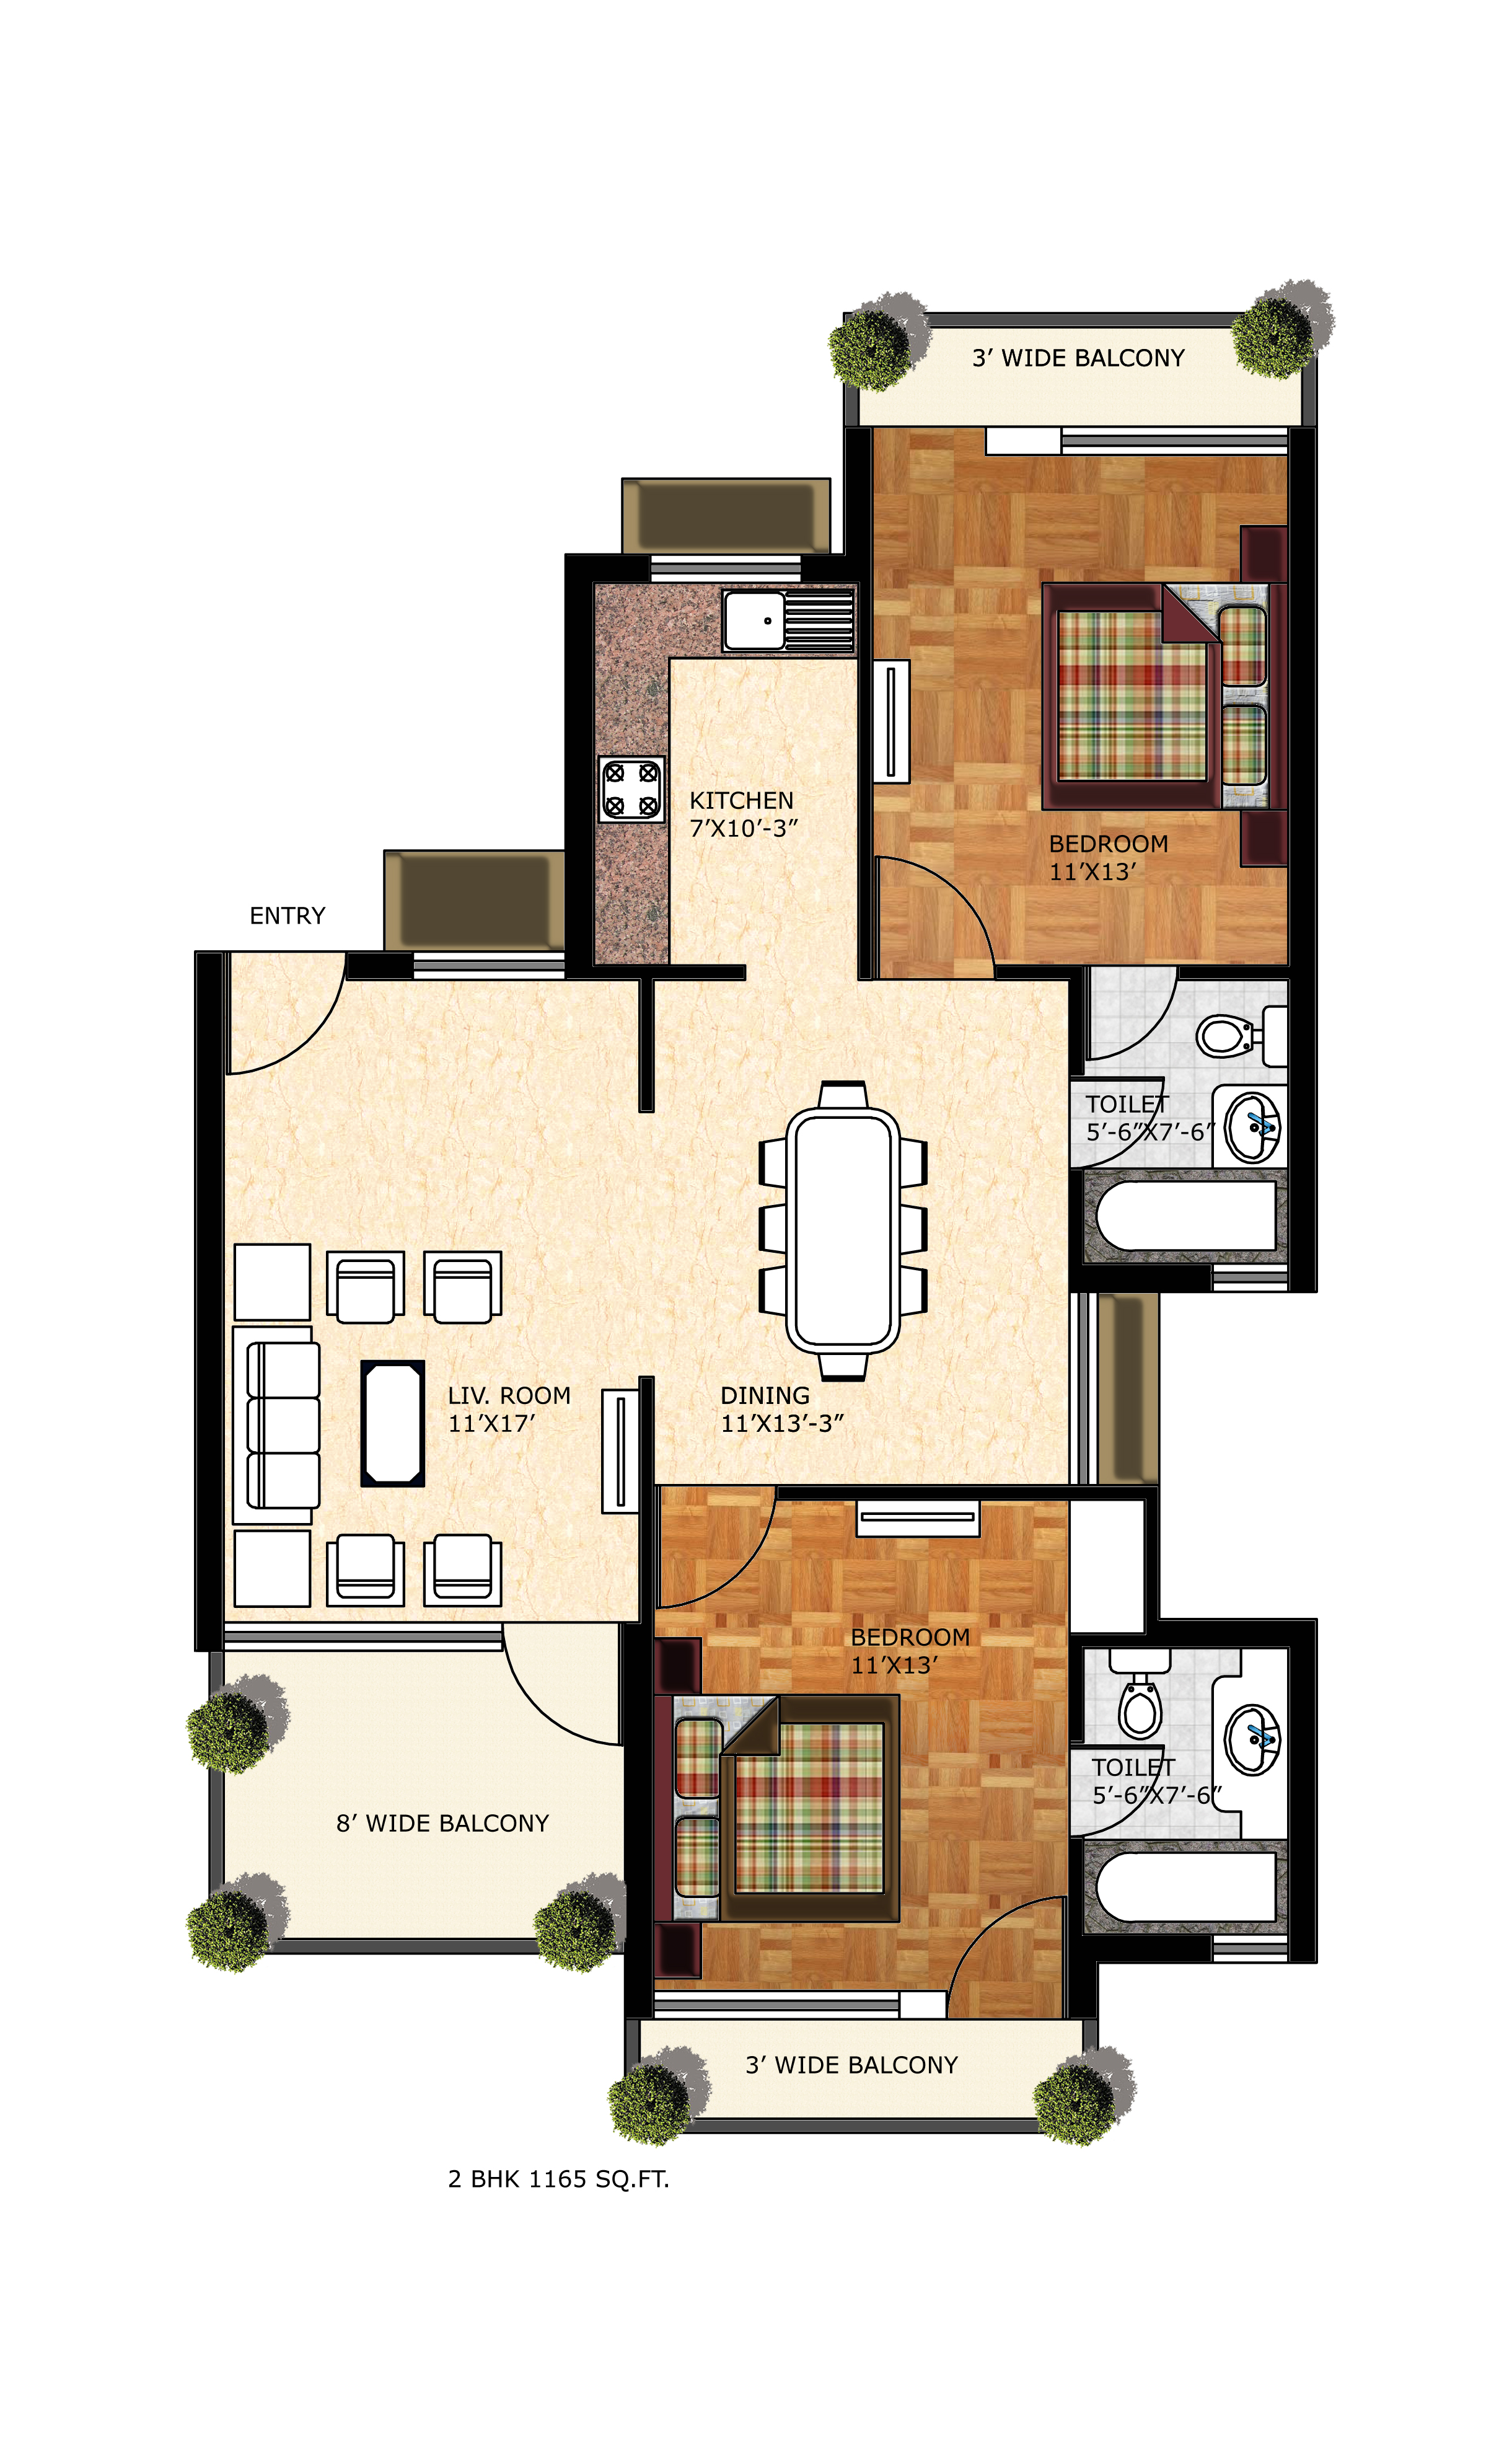 3' WIDE BALCONY
KITCHEN
7'X10'-3"
BEDROOM
11'X13'
ENTRY
TOILET
5'-6"X7'-6"
LIV. ROOM
11'X17'
DINING
11'X13'-3"
BEDROOM
11'X13'
TOILET
5'-6"X7'-6"
8' WIDE BALCONY
3' WIDE BALCONY
2 BHK 1165 SQ.FT.